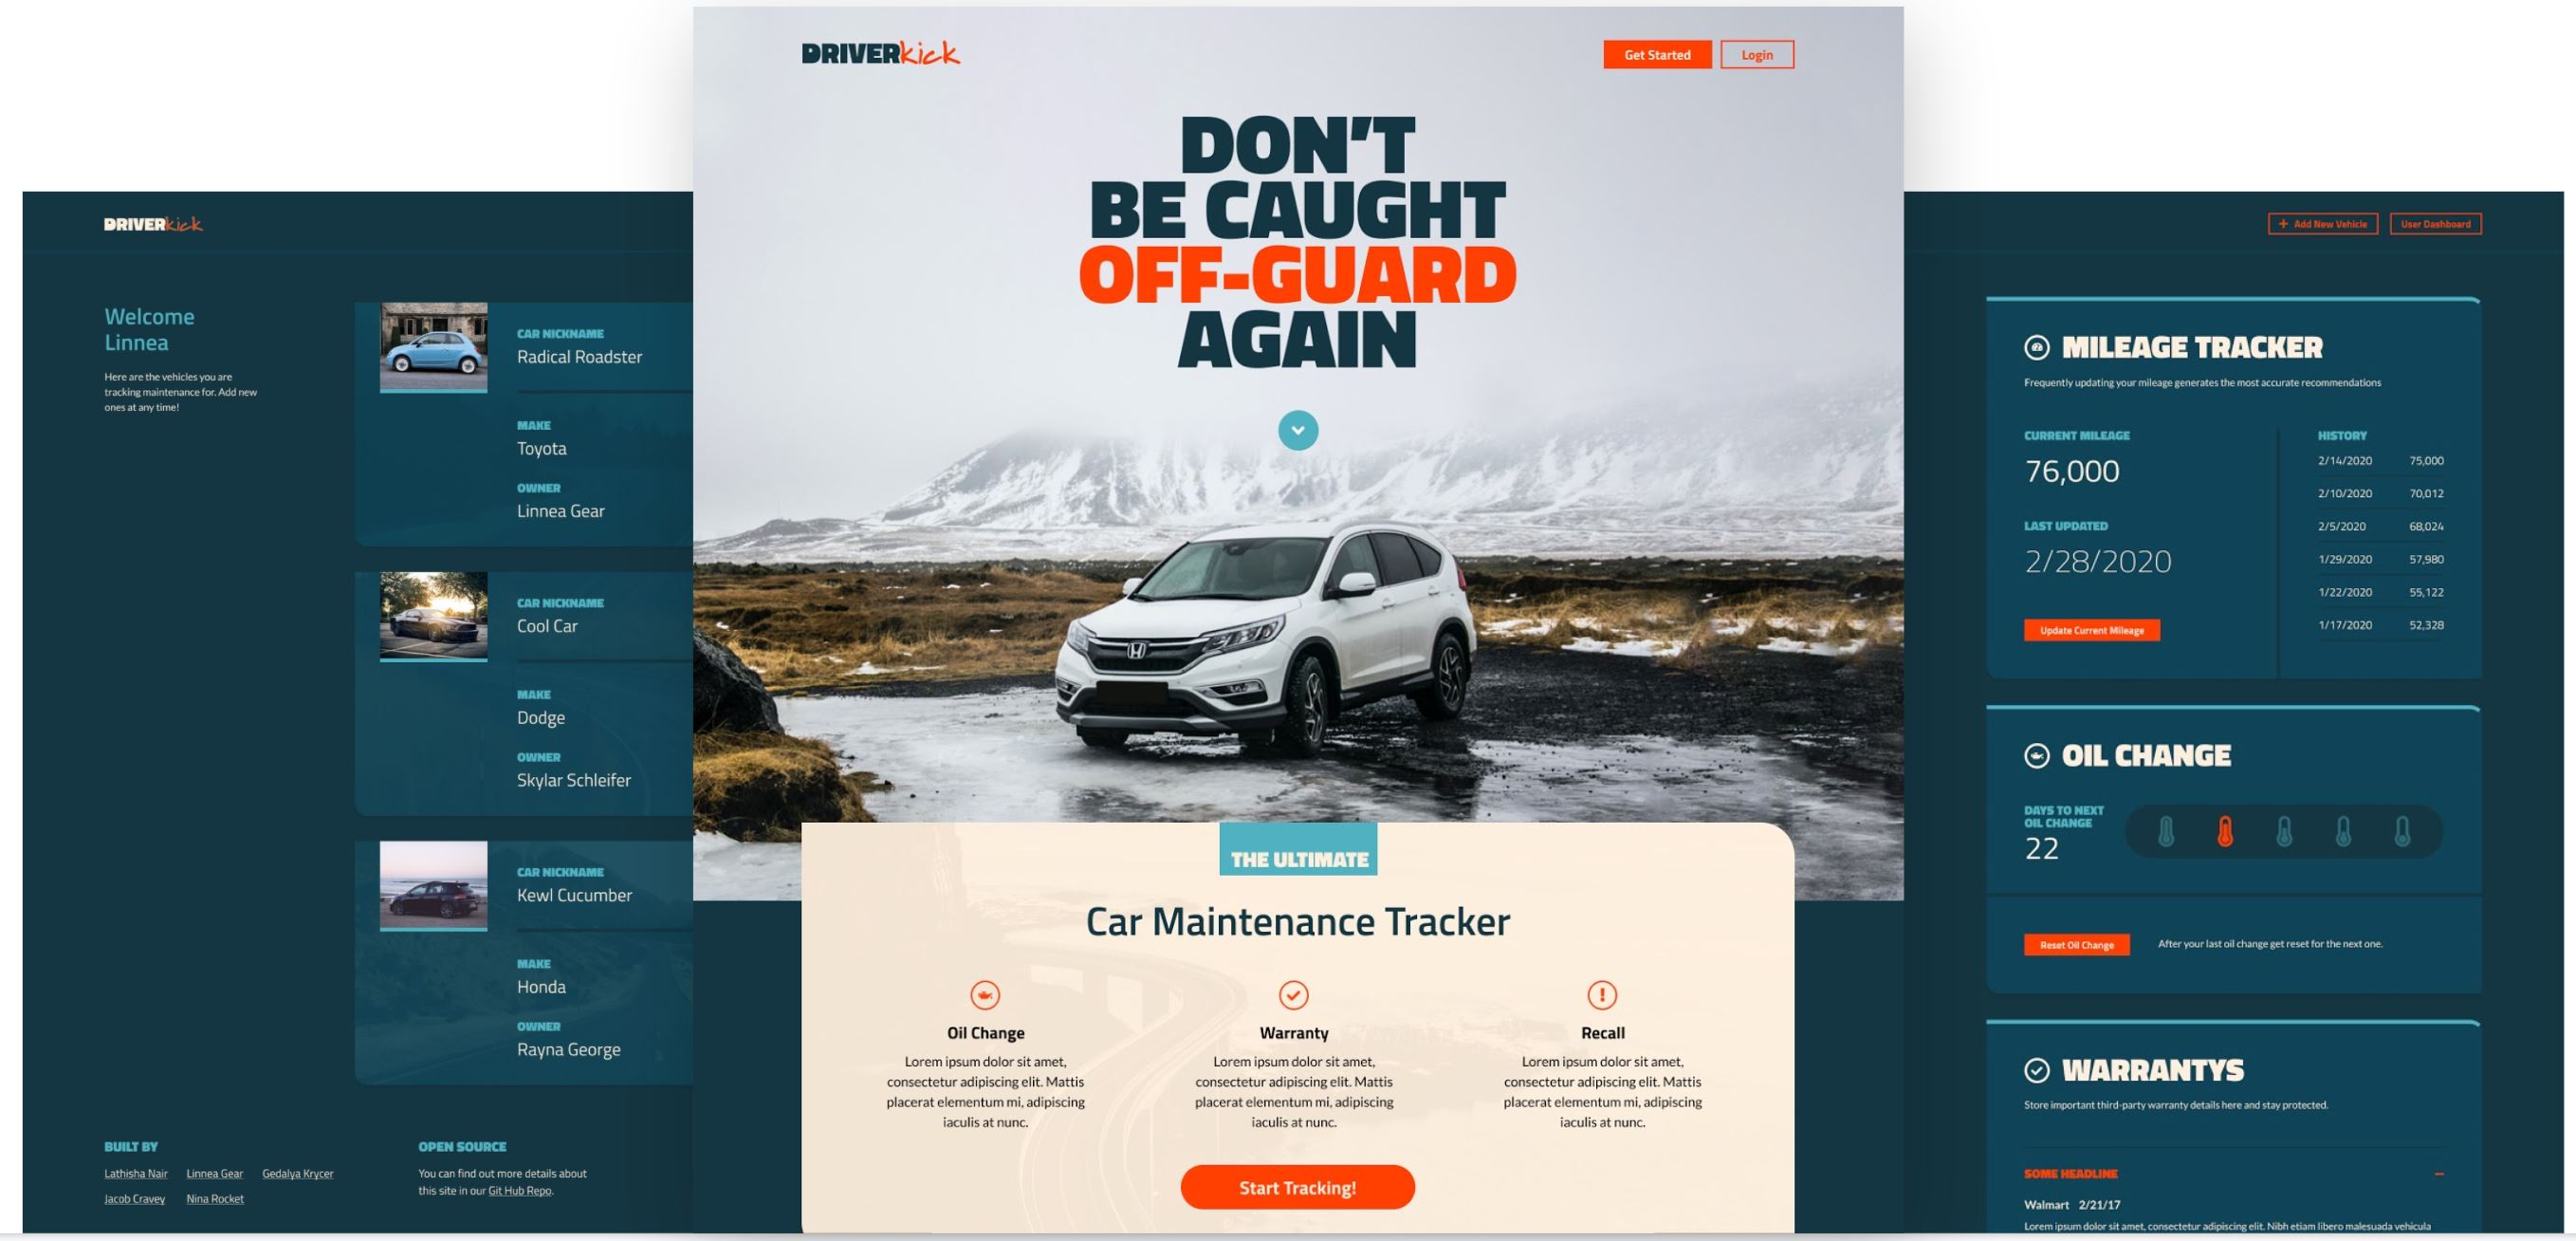 DRIVERkick
Welcome
Linnea
Here are the vehicles you are
tracking maintenance for. Add new
ones at any time!
CAR NICKNAME
Radical Roadster
MAKE
Toyota
OWNER
Linnea Gear
CAR NICKNAME
Cool Car
MAKE
Dodge
OWNER
Skylar Schleifer
CAR NICKNAME
Kewl Cucumber
MAKE
Honda
OWNER
Rayna George
BUILT BY
Lathisha Nair Linnea Gear Gedalya Krycer
Jacob Cravey Nina Rocket
OPEN SOURCE
You can find out more details about
this site in our Git Hub Repo.
DRIVERkick
Get Started Login
DON'T
BE CAUGHT
OFF-GUARD
AGAIN
THE ULTIMATE
Car Maintenance Tracker
Oil Change
Lorem ipsum dolor sit amet,
consectetur adipiscing elit. Mattis
placerat elementum mi, adipiscing
iaculis at nunc.
Warranty
Lorem ipsum dolor sit amet,
consectetur adipiscing elit. Mattis
placerat elementum mi, adipiscing
iaculis at nunc.
Recall
Lorem ipsum dolor sit amet,
consectetur adipiscing elit. Mattis
placerat elementum mi, adipiscing
iaculis at nunc.
Start Tracking!
+ Add New Vehicle User Dashboard
MILEAGE TRACKER
Frequently updating your mileage generates the most accurate recommendations
CURRENT MILEAGE
76,000
LAST UPDATED
2/28/2020
Update Current Mileage
HISTORY
2/14/2020 75,000
2/10/2020 70,012
2/5/2020 68,024
1/29/2020 57,980
1/22/2020 55,122
1/17/2020 52,328
OIL CHANGE
DAYS TO NEXT
OIL CHANGE
22
Reset Oil Change After your last oil change get reset for the next one.
WARRANTYS
Store important third-party warranty details here and stay protected.
SOME HEADLINE –
Walmart 2/21/17
Lorem ipsum dolor sit amet, consectetur adipiscing elit. Nibh etiam libero malesuada vehicula